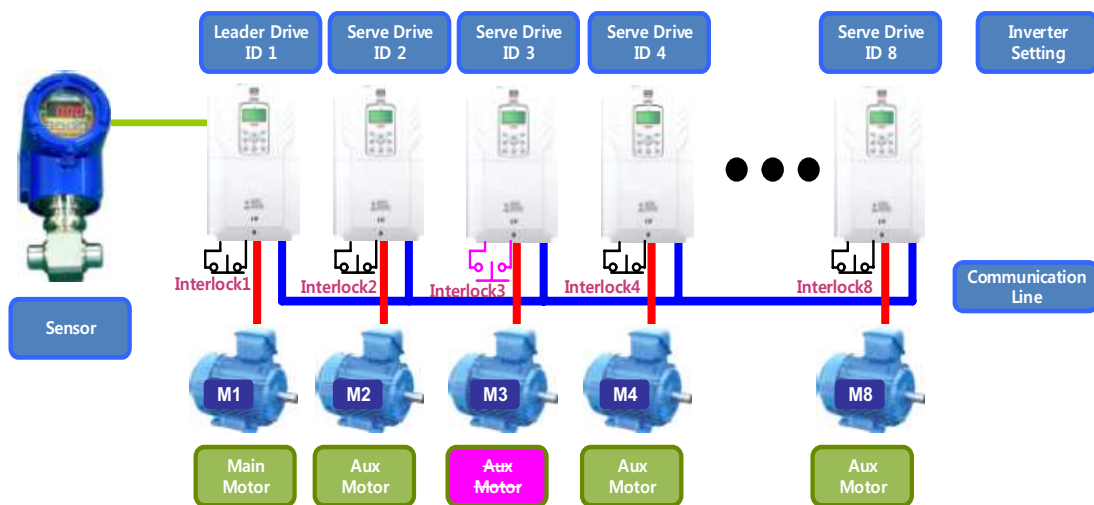 Leader Drive
ID 1
Serve Drive
ID 2
Serve Drive
ID 3
Serve Drive
ID 4
Serve Drive
ID 8
Inverter
Setting
Interlock1
Interlock2
Interlock3
Interlock4
Interlock8
Communication
Line
Sensor
M1
M2
M3
M4
M8
Main
Motor
Aux
Motor
Aux
Motor
Aux
Motor
Aux
Motor